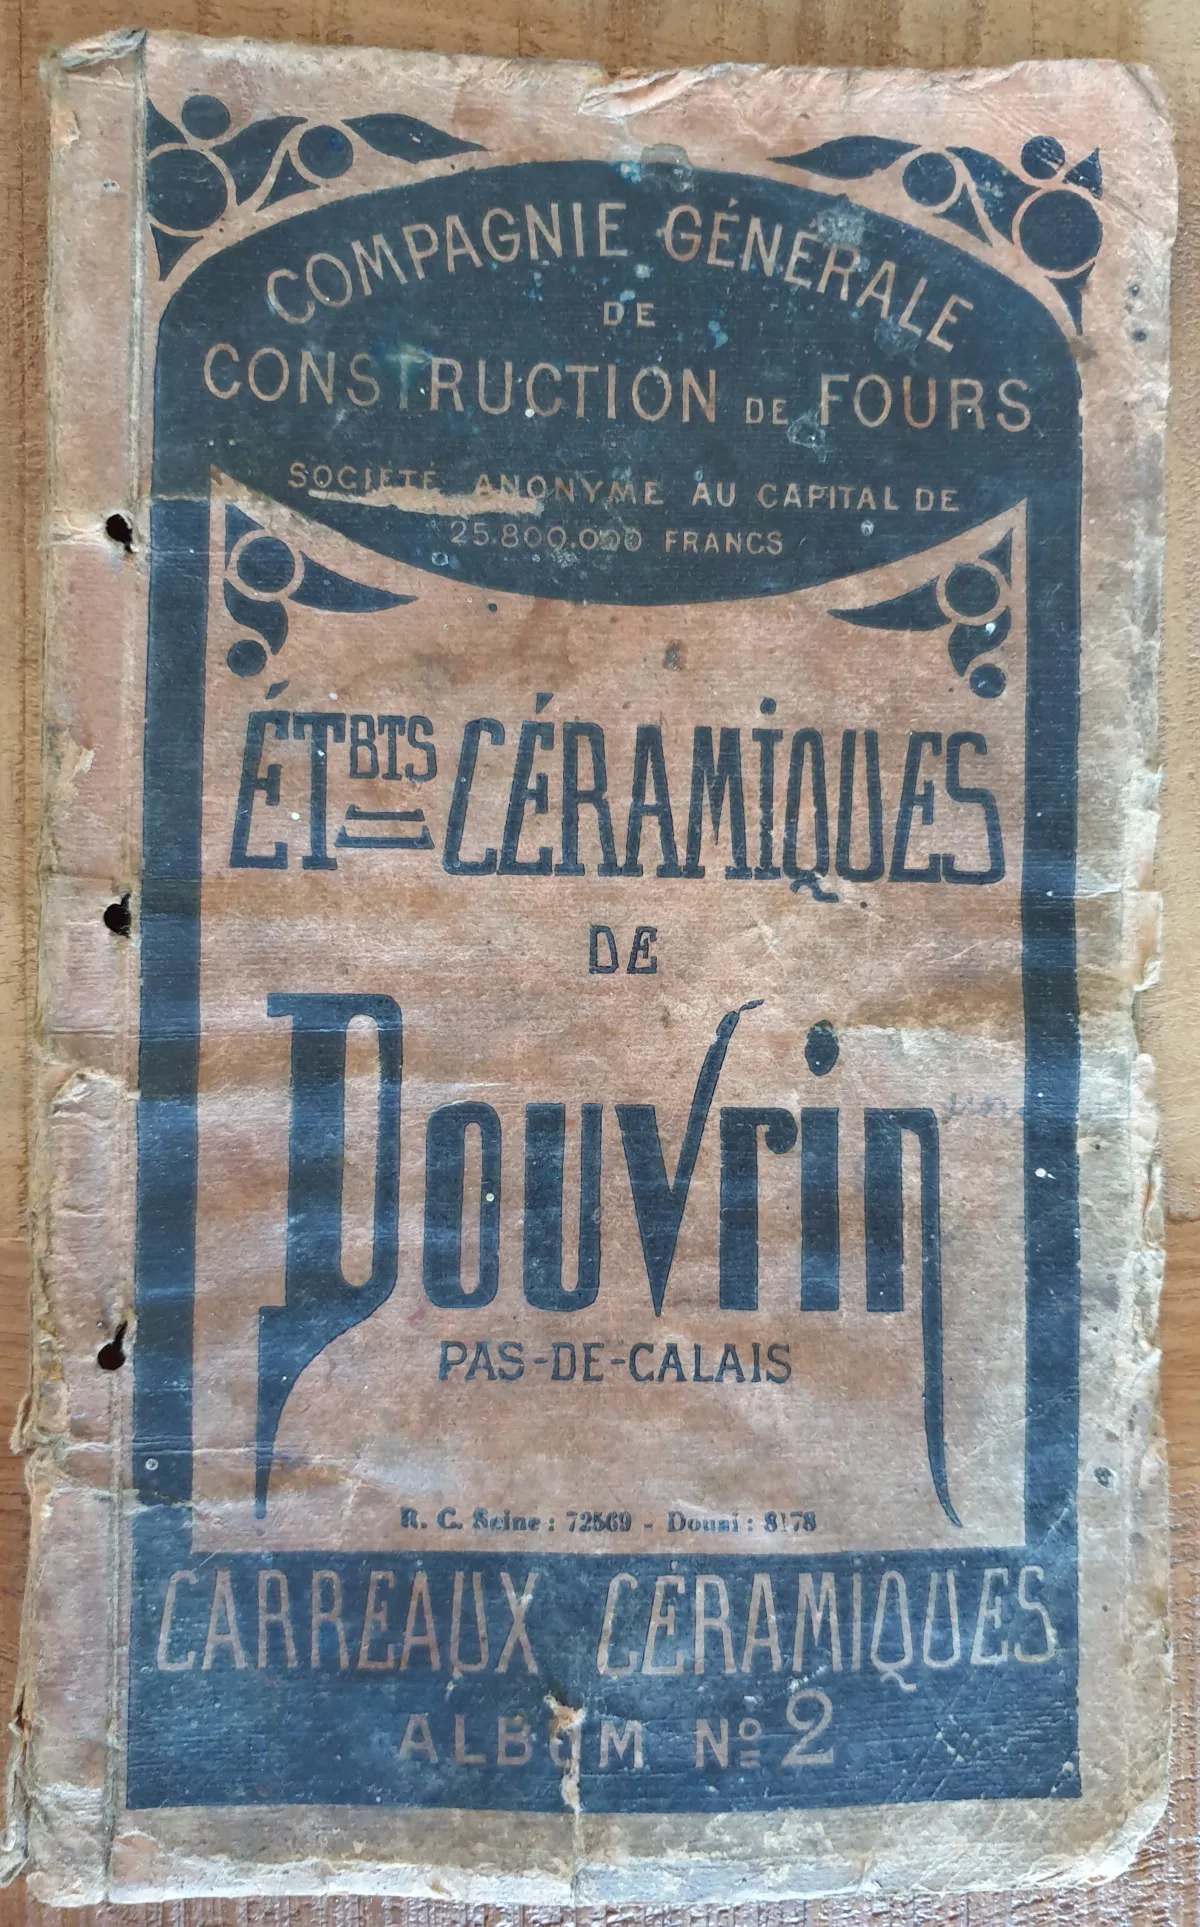 COMPAGNIE GÉNÉRALE
DE
CONSTRUCTION DE FOURS
SOCIÉTÉ ANONYME AU CAPITAL DE
25.800.000 FRANCS
ÉTBTS CÉRAMIQUES
DE
Douvrin
PAS-DE-CALAIS
R. C. Seine : 72569 - Douai : 8178
CARREAUX CÉRAMIQUES
ALBUM Nº 2